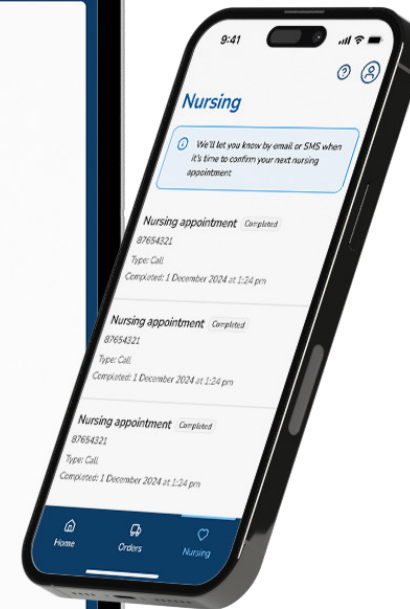 9:41
Nursing
We'll let you know by email or SMS when
it's time to confirm your next nursing
appointment
Nursing appointment Completed
87654321
Type: Call
Completed: 1 December 2024 at 1:24 pm
Nursing appointment Completed
87654321
Type: Call
Completed: 1 December 2024 at 1:24 pm
Nursing appointment Completed
87654321
Type: Call
Completed: 1 December 2024 at 1:24 pm
Home Orders Nursing